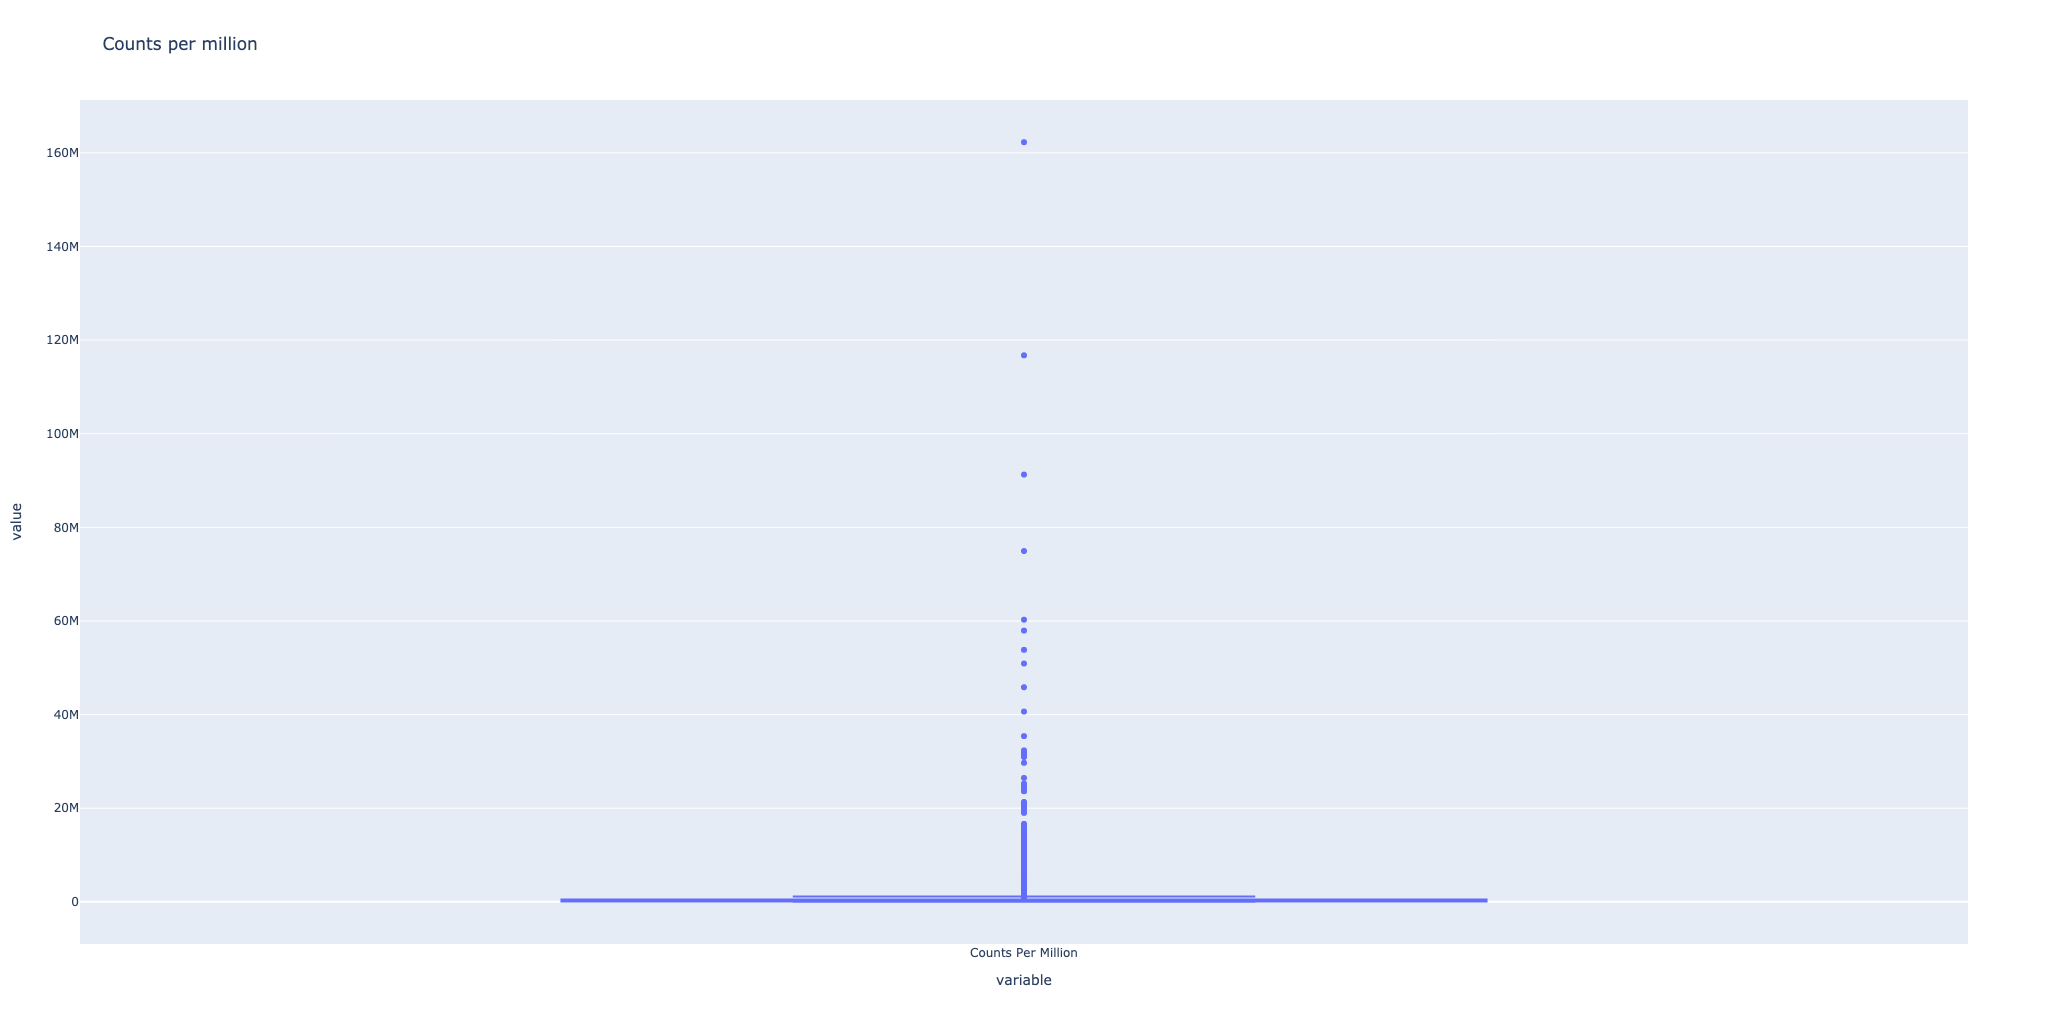 Counts per million
160M
140M
120M
100M
80M
60M
40M
20M
0
value
Counts Per Million
variable